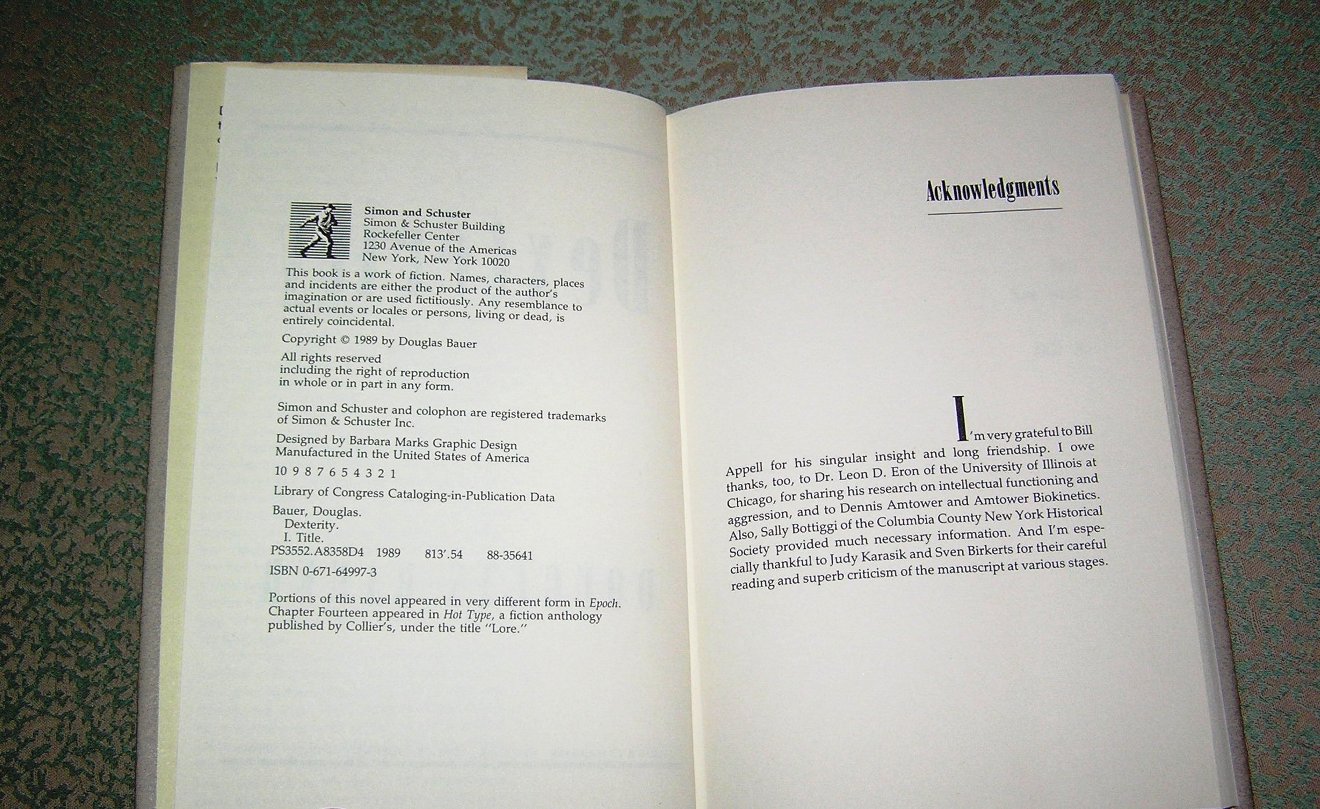 Simon and Schuster
Simon & Schuster Building
Rockefeller Center
1230 Avenue of the Americas
New York, New York 10020
This book is a work of fiction. Names, characters, places
and incidents are either the product of the author's
imagination or are used fictitiously. Any resemblance to
actual events or locales or persons, living or dead, is
entirely coincidental.
Copyright © 1989 by Douglas Bauer
All rights reserved
including the right of reproduction
in whole or in part in any form.
Simon and Schuster and colophon are registered trademarks
of Simon & Schuster Inc.
Designed by Barbara Marks Graphic Design
Manufactured in the United States of America
10 9 8 7 6 5 4 3 2 1
Library of Congress Cataloging-in-Publication Data
Bauer, Douglas.
Dexterity.
I. Title.
PS3552.A8358D4 1989 813'.54 88-35641
ISBN 0-671-64997-3
Portions of this novel appeared in very different form in Epoch.
Chapter Fourteen appeared in Hot Type, a fiction anthology
published by Collier's, under the title "Lore."
Acknowledgments
I'm very grateful to Bill
Appell for his singular insight and long friendship. I owe
thanks, too, to Dr. Leon D. Eron of the University of Illinois at
Chicago, for sharing his research on intellectual functioning and
aggression, and to Dennis Amtower and Amtower Biokinetics.
Also, Sally Bottiggi of the Columbia County New York Historical
Society provided much necessary information. And I'm espe-
cially thankful to Judy Karasik and Sven Birkerts for their careful
reading and superb criticism of the manuscript at various stages.